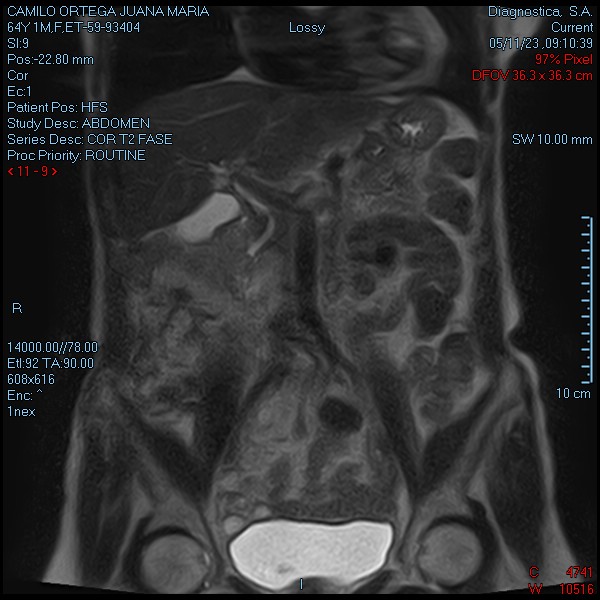 CAMILO ORTEGA JUANA MARIA
64Y 1M,F,ET-59-93404
Sl:9
Pos:-22.80 mm
Cor
Ec:1
Patient Pos: HFS
Study Desc: ABDOMEN
Series Desc: COR T2 FASE
Proc Priority: ROUTINE
< 11 - 9 >
Lossy
Diagnostica, S.A.
Current
05/11/23 ,09:10:39
97% Pixel
DFOV 36.3 x 36.3 cm
SW 10.00 mm
R
10 cm
14000.00//78.00
Etl:92 TA:90.00
608x616
Enc: ^
1nex
I
C 4741
W 10516